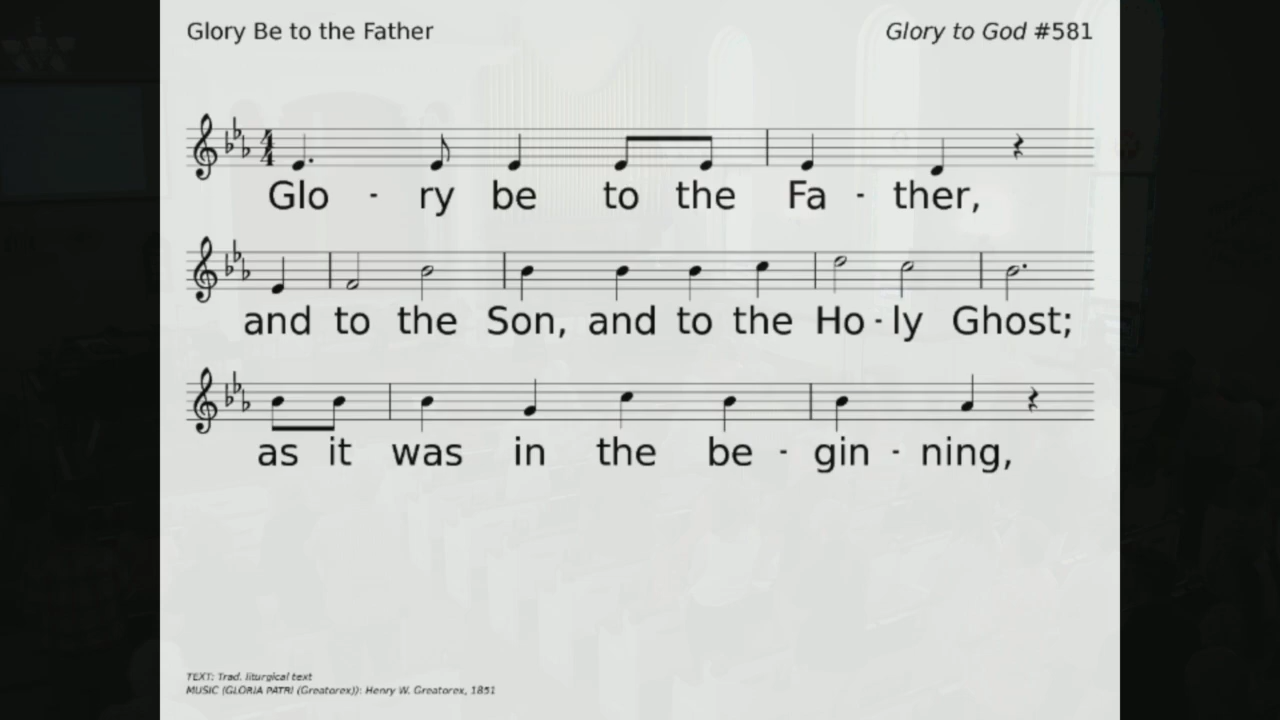 Glory Be to the Father
Glory to God #581
Glo - ry be to the Fa - ther,
and to the Son, and to the Ho - ly Ghost;
as it was in the be - gin - ning,
TEXT: Trad. liturgical text
MUSIC (GLORIA PATRI (Greatorex)): Henry W. Greatorex, 1851